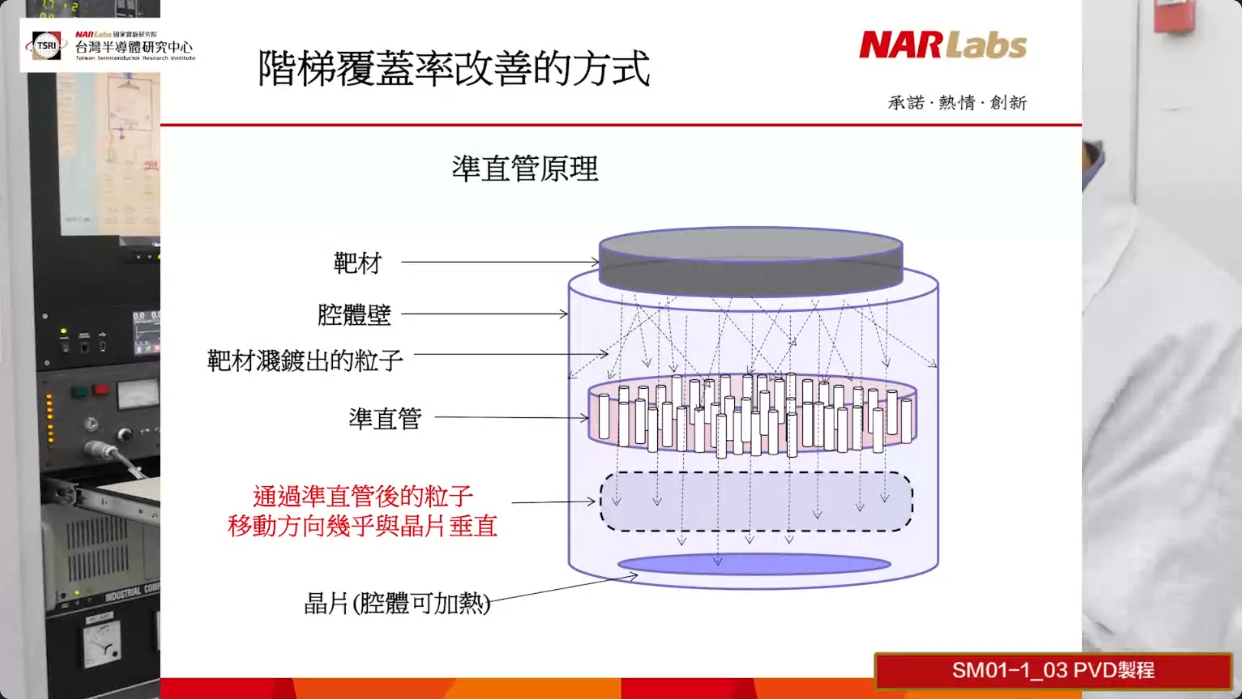 NARLabs 國家實驗研究院
TSRI
台灣半導體研究中心
Taiwan Semiconductor Research Institute
階梯覆蓋率改善的方式
NARLabs
承諾·熱情·創新
準直管原理
靶材
腔體壁
靶材濺鍍出的粒子
準直管
通過準直管後的粒子
移動方向幾乎與晶片垂直
晶片(腔體可加熱)
INDUSTRIAL COM
SM01-1_03 PVD製程